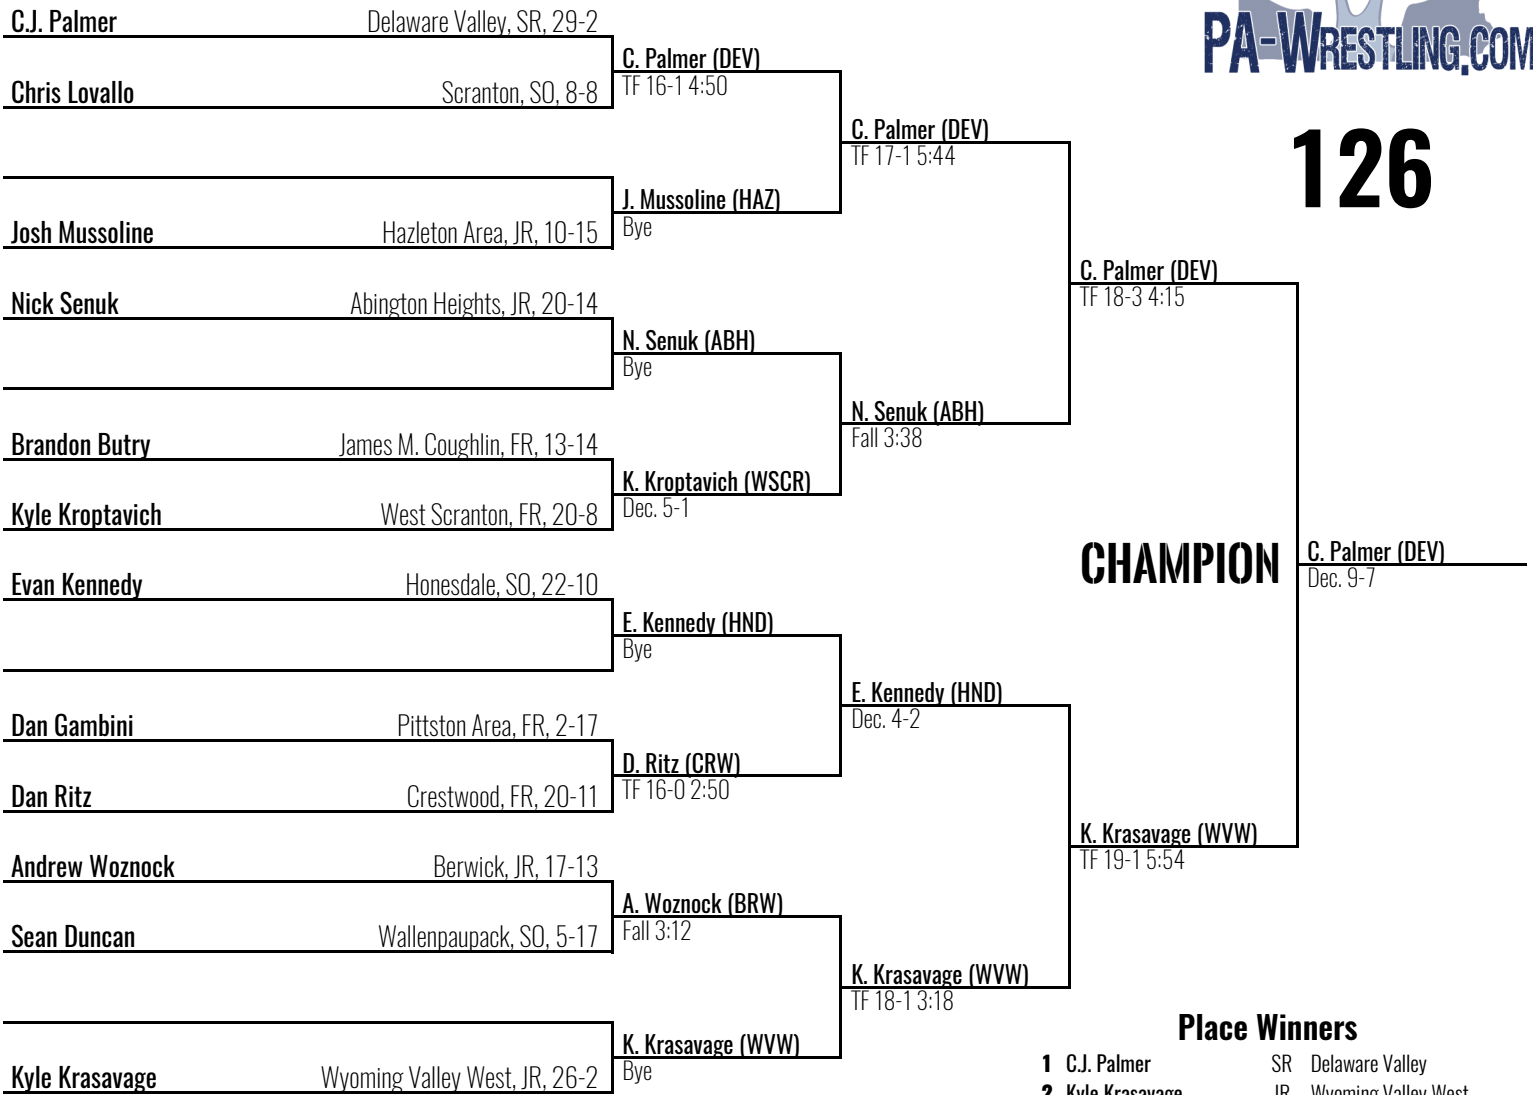 C.J. Palmer Delaware Valley, SR, 29-2
C. Palmer (DEV)
TF 16-1 4:50
Chris Lovallo Scranton, SO, 8-8
PA-WRESTLING.COM
126
C. Palmer (DEV)
TF 17-1 5:44
J. Mussoline (HAZ)
Bye
Josh Mussoline Hazleton Area, JR, 10-15
C. Palmer (DEV)
TF 18-3 4:15
Nick Senuk Abington Heights, JR, 20-14
N. Senuk (ABH)
Bye
N. Senuk (ABH)
Fall 3:38
Brandon Butry James M. Coughlin, FR, 13-14
K. Kroptavich (WSCR)
Dec. 5-1
Kyle Kroptavich West Scranton, FR, 20-8
CHAMPION
C. Palmer (DEV)
Dec. 9-7
Evan Kennedy Honesdale, SO, 22-10
E. Kennedy (HND)
Bye
E. Kennedy (HND)
Dec. 4-2
Dan Gambini Pittston Area, FR, 2-17
D. Ritz (CRW)
TF 16-0 2:50
Dan Ritz Crestwood, FR, 20-11
K. Krasavage (WVW)
TF 19-1 5:54
Andrew Woznock Berwick, JR, 17-13
A. Woznock (BRW)
Fall 3:12
Sean Duncan Wallenpaupack, SO, 5-17
K. Krasavage (WVW)
TF 18-1 3:18
K. Krasavage (WVW)
Bye
Kyle Krasavage Wyoming Valley West, JR, 26-2
Place Winners
1 C.J. Palmer SR Delaware Valley
2 Kyle Krasavage JR Wyoming Valley West